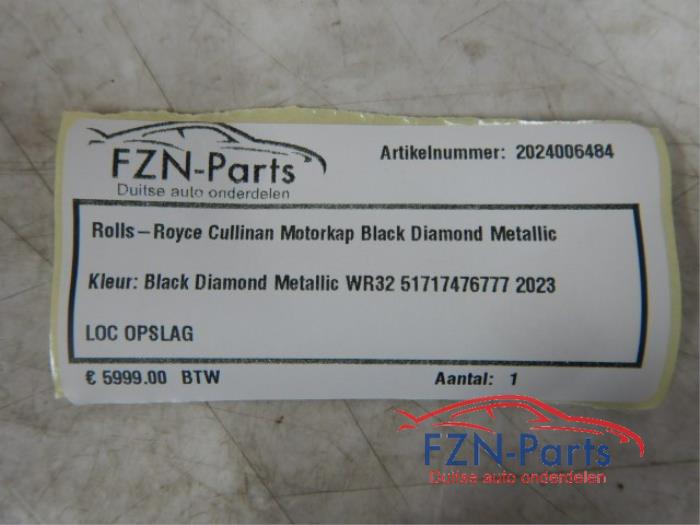 FZN-Parts
Duitse auto onderdelen
Artikelnummer: 2024006484
Rolls-Royce Cullinan Motorkap Black Diamond Metallic
Kleur: Black Diamond Metallic WR32 51717476777 2023
LOC OPSLAG
€ 5999.00 BTW
Aantal: 1
FZN-Parts
Duitse auto onderdelen